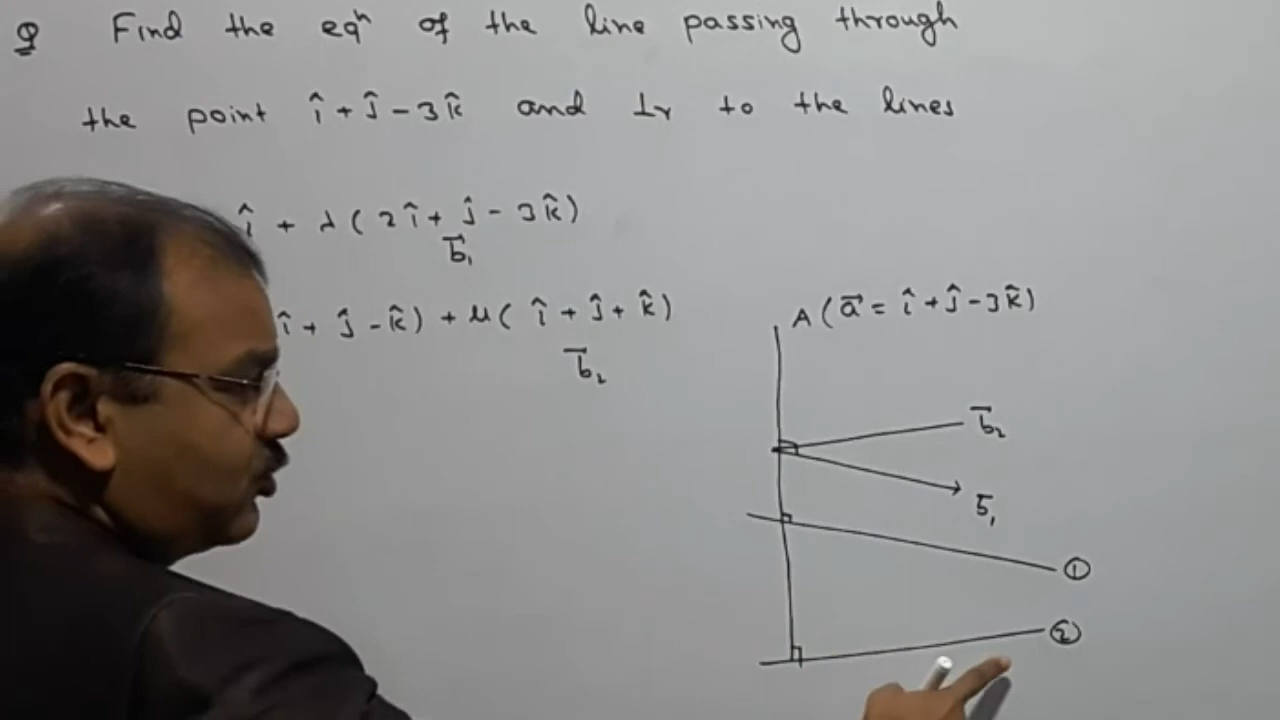 Q Find the eqⁿ of the line passing through
the point î + ĵ - 3k̂ and ⊥r to the lines
î + λ ( 2î + ĵ - 3k̂ )
b̄₁
î + ĵ - k̂ ) + μ ( î + ĵ + k̂ )
b̄₂
A ( a⃗ = î + ĵ - 3k̂ )
b̄₂
b̄₁
①
②